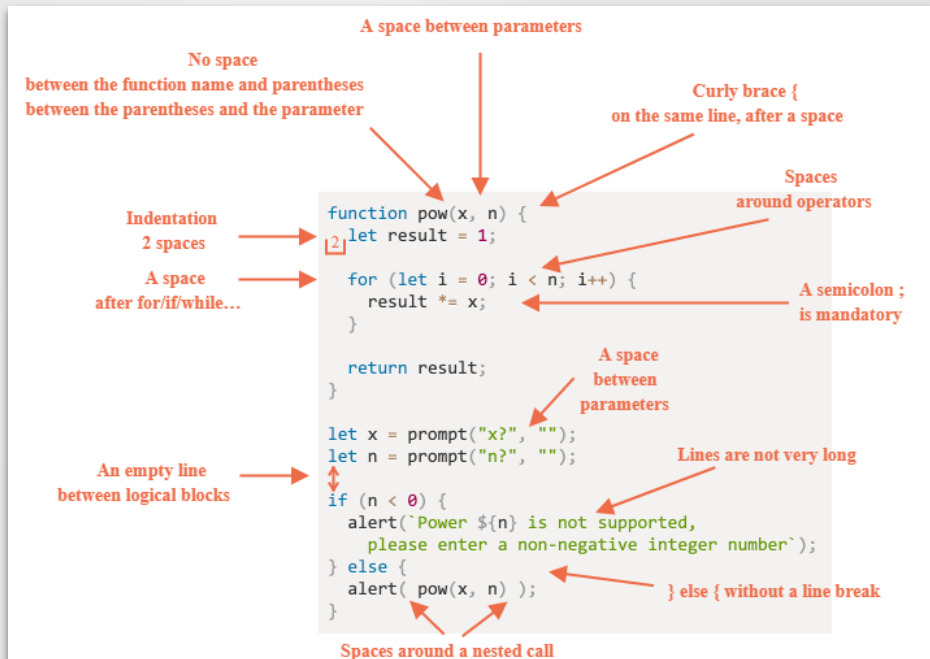 A space between parameters
No space
between the function name and parentheses
between the parentheses and the parameter
Curly brace {
on the same line, after a space
Spaces
around operators
Indentation
2 spaces
A space
after for/if/while…
A semicolon ;
is mandatory
function pow(x, n) {
2 let result = 1;
for (let i = 0; i < n; i++) {
result *= x;
}
return result;
}
A space
between
parameters
let x = prompt("x?", "");
let n = prompt("n?", "");
An empty line
between logical blocks
Lines are not very long
if (n < 0) {
alert(`Power ${n} is not supported,
please enter a non-negative integer number`);
} else {
alert( pow(x, n) );
}
} else { without a line break
Spaces around a nested call